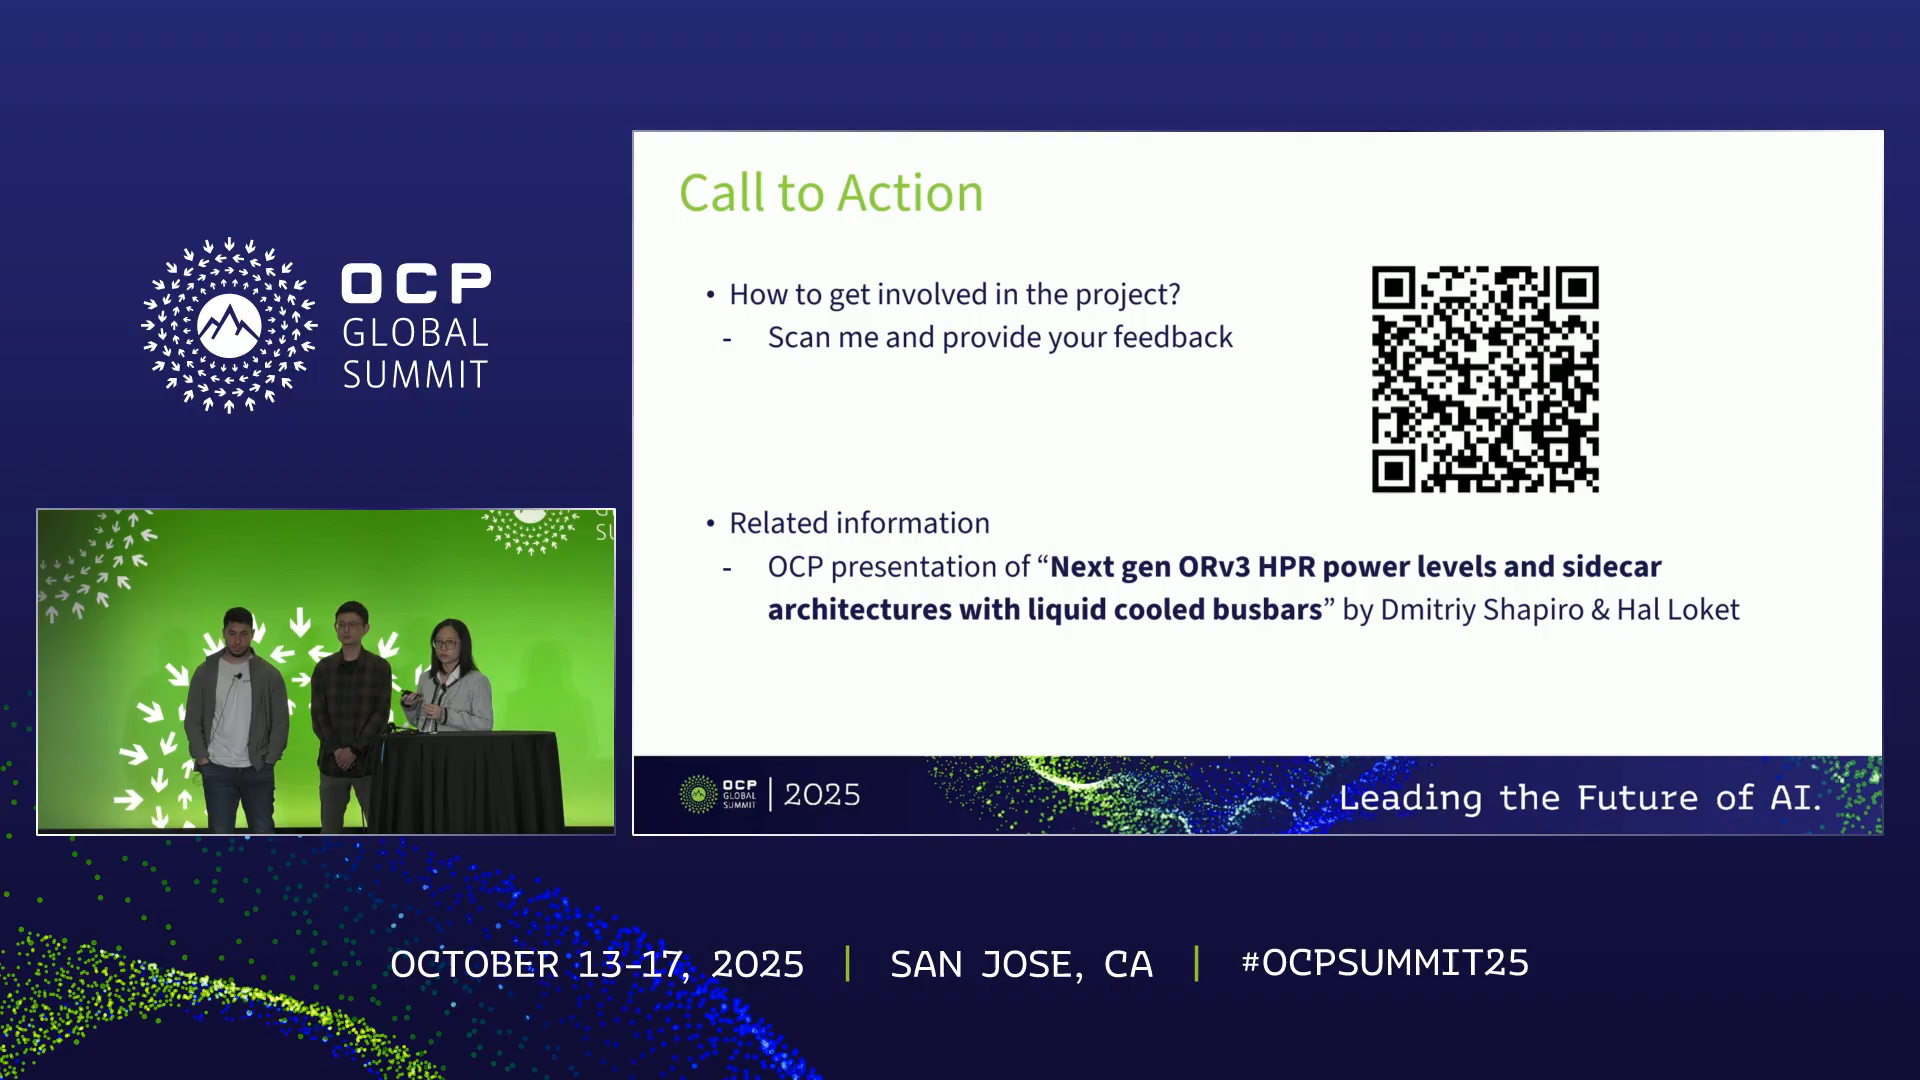 OCP
GLOBAL
SUMMIT
Call to Action
• How to get involved in the project?
- Scan me and provide your feedback
• Related information
- OCP presentation of “Next gen ORv3 HPR power levels and sidecar
architectures with liquid cooled busbars” by Dmitriy Shapiro & Hal Loket
OCP
GLOBAL
SUMMIT
2025
Leading the Future of AI.
OCTOBER 13-17, 2025 | SAN JOSE, CA | #OCPSUMMIT25